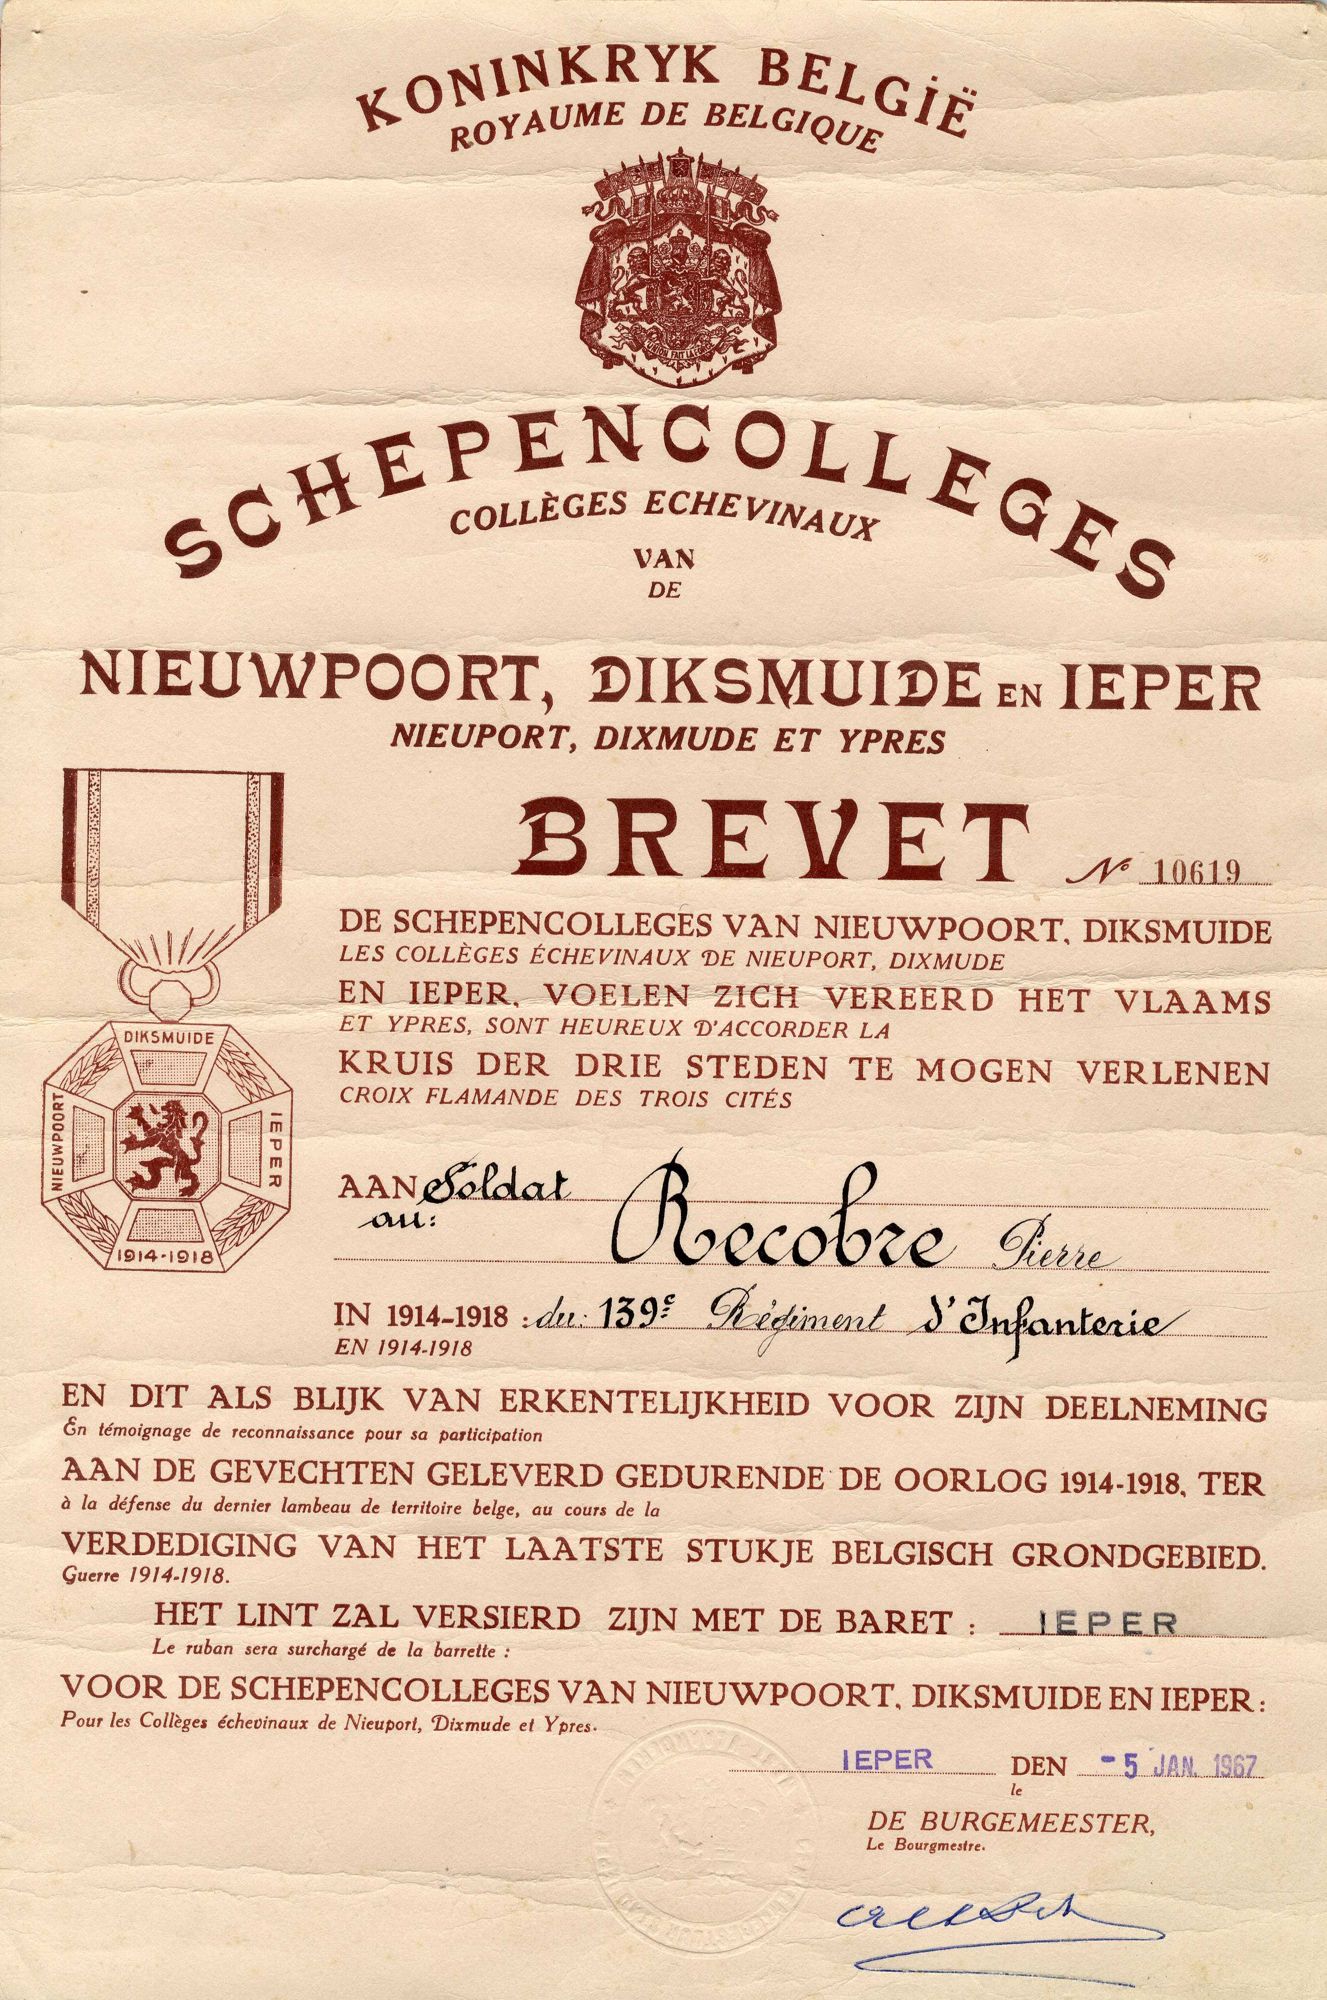 KONINKRYK BELGIË
ROYAUME DE BELGIQUE
L'UNION FAIT LA FORCE
SCHEPENCOLLEGES
COLLÈGES ECHEVINAUX
VAN
DE
NIEUWPOORT, DIKSMUIDE EN IEPER
NIEUPORT, DIXMUDE ET YPRES
BREVET No 10619
DE SCHEPENCOLLEGES VAN NIEUWPOORT, DIKSMUIDE
LES COLLÈGES ÉCHEVINAUX DE NIEUPORT, DIXMUDE
EN IEPER, VOELEN ZICH VEREERD HET VLAAMS
ET YPRES, SONT HEUREUX D'ACCORDER LA
KRUIS DER DRIE STEDEN TE MOGEN VERLENEN
CROIX FLAMANDE DES TROIS CITÉS
DIKSMUIDE
NIEUWPOORT
IEPER
1914-1918
AAN Soldat
au: Recobre Pierre
IN 1914-1918 : du: 139e Régiment d'Infanterie
EN 1914-1918
EN DIT ALS BLIJK VAN ERKENTELIJKHEID VOOR ZIJN DEELNEMING
En témoignage de reconnaissance pour sa participation
AAN DE GEVECHTEN GELEVERD GEDURENDE DE OORLOG 1914-1918, TER
à la défense du dernier lambeau de territoire belge, au cours de la
VERDEDIGING VAN HET LAATSTE STUKJE BELGISCH GRONDGEBIED.
Guerre 1914-1918.
HET LINT ZAL VERSIERD ZIJN MET DE BARET : IEPER
Le ruban sera surchargé de la barrette :
VOOR DE SCHEPENCOLLEGES VAN NIEUWPOORT, DIKSMUIDE EN IEPER :
Pour les Collèges échevinaux de Nieuport, Dixmude et Ypres.
IEPER DEN -5 JAN. 1967
le
DE BURGEMEESTER,
Le Bourgmestre.